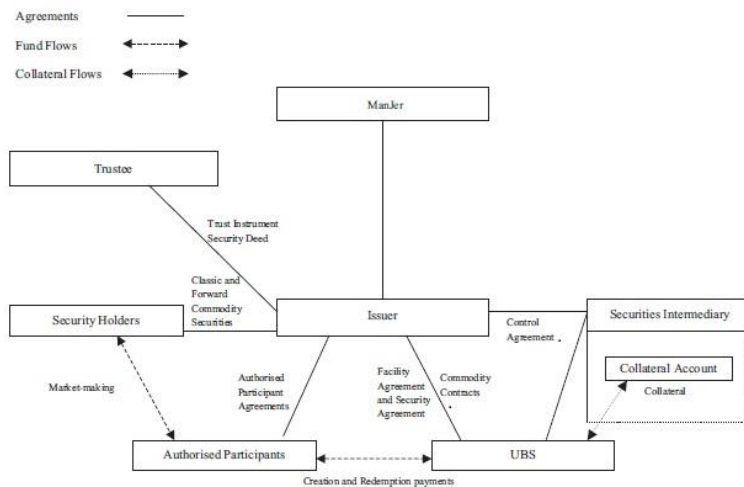 Agreements
Fund Flows
Collateral Flows
ManJer
Trustee
Trust Instrument
Security Deed
Classic and
Forward
Commodity
Securities
Security Holders
Issuer
Securities Intermediary
Control
Agreement
Collateral Account
Collateral
Market-making
Authorised
Participant
Agreements
Facility
Agreement
and Security
Agreement
Commodity
Contracts
Authorised Participants
UBS
Creation and Redemption payments